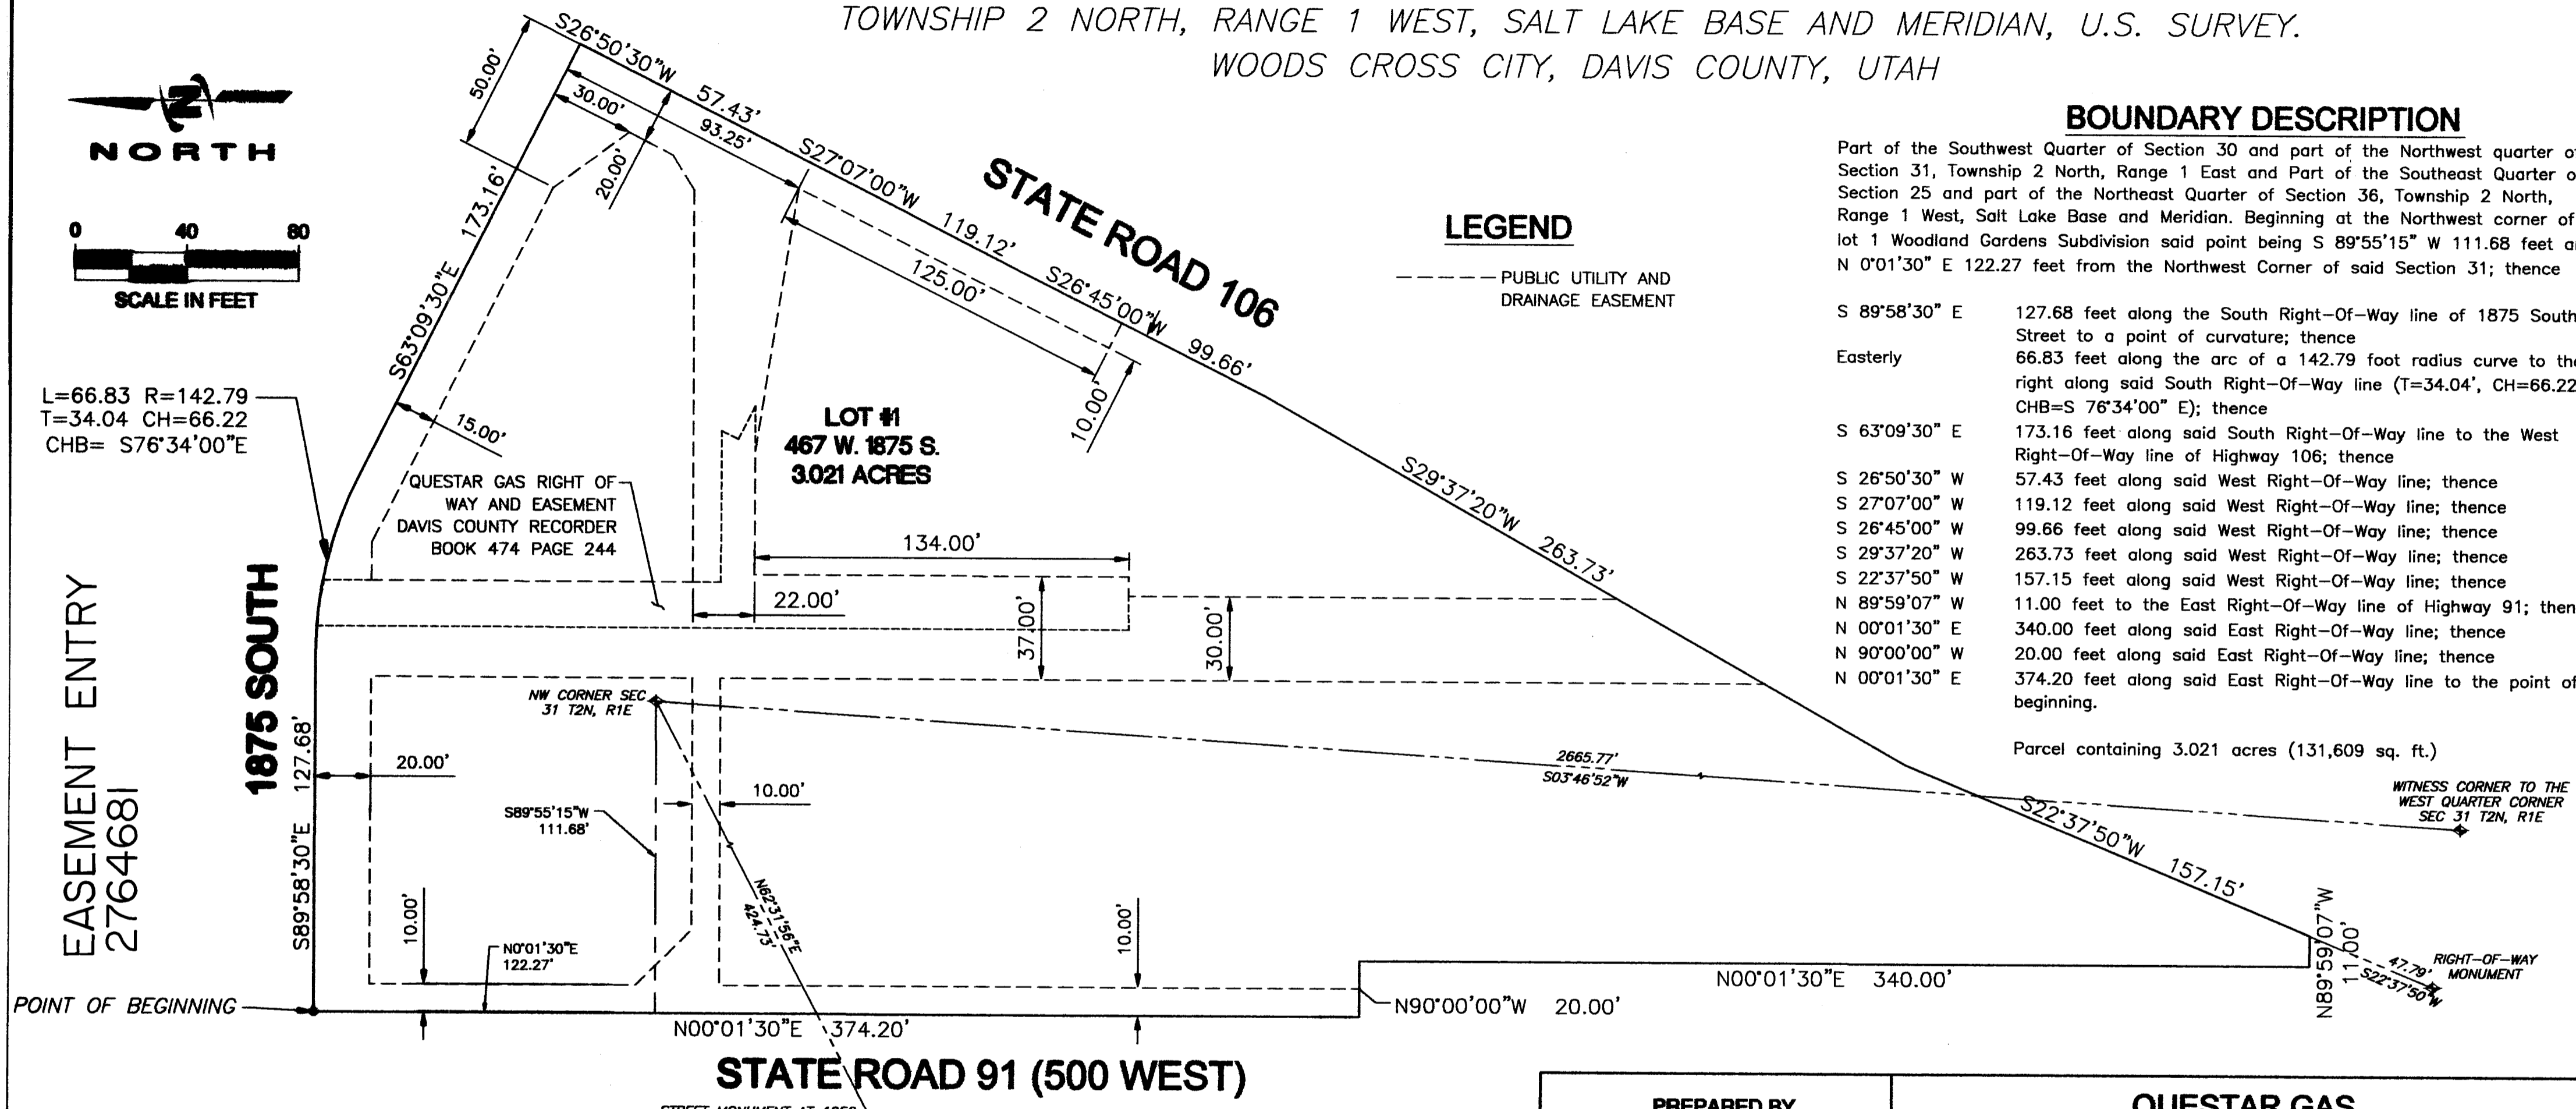 TOWNSHIP 2 NORTH, RANGE 1 WEST, SALT LAKE BASE AND MERIDIAN, U.S. SURVEY.
WOODS CROSS CITY, DAVIS COUNTY, UTAH
N
NORTH
0 40 80
SCALE IN FEET
L=66.83 R=142.79
T=34.04 CH=66.22
CHB= S76°34'00"E
EASEMENT ENTRY
2764681
1875 SOUTH
S89°58'30"E 127.68'
POINT OF BEGINNING
S63°09'30"E 173.16'
50.00'
S26°50'30"W 57.43'
30.00'
93.25'
20.00'
S27°07'00"W 119.12'
125.00'
STATE ROAD 106
S26°45'00"W 99.66'
10.00'
15.00'
LOT #1
467 W. 1875 S.
3.021 ACRES
QUESTAR GAS RIGHT OF
WAY AND EASEMENT
DAVIS COUNTY RECORDER
BOOK 474 PAGE 244
134.00'
22.00'
37.00'
30.00'
S29°37'20"W 263.73'
NW CORNER SEC
31 T2N, R1E
20.00'
10.00'
S89°55'15"W
111.68'
2665.77'
S03°46'52"W
N62°31'56"E
424.73'
10.00'
N0°01'30"E
122.27'
10.00'
S22°37'50"W 157.15'
WITNESS CORNER TO THE
WEST QUARTER CORNER
SEC 31 T2N, R1E
N00°01'30"E 374.20'
N90°00'00"W 20.00'
N00°01'30"E 340.00'
N89°59'07"W
11.00'
47.79'
S22°37'50"W
RIGHT-OF-WAY
MONUMENT
STATE ROAD 91 (500 WEST)
STREET MONUMENT AT
LEGEND
PUBLIC UTILITY AND
DRAINAGE EASEMENT
BOUNDARY DESCRIPTION
Part of the Southwest Quarter of Section 30 and part of the Northwest quarter o
Section 31, Township 2 North, Range 1 East and Part of the Southeast Quarter o
Section 25 and part of the Northeast Quarter of Section 36, Township 2 North,
Range 1 West, Salt Lake Base and Meridian. Beginning at the Northwest corner of
lot 1 Woodland Gardens Subdivision said point being S 89°55'15" W 111.68 feet a
N 0°01'30" E 122.27 feet from the Northwest Corner of said Section 31; thence
S 89°58'30" E 127.68 feet along the South Right-Of-Way line of 1875 South
Street to a point of curvature; thence
Easterly 66.83 feet along the arc of a 142.79 foot radius curve to the
right along said South Right-Of-Way line (T=34.04', CH=66.22
CHB=S 76°34'00" E); thence
S 63°09'30" E 173.16 feet along said South Right-Of-Way line to the West
Right-Of-Way line of Highway 106; thence
S 26°50'30" W 57.43 feet along said West Right-Of-Way line; thence
S 27°07'00" W 119.12 feet along said West Right-Of-Way line; thence
S 26°45'00" W 99.66 feet along said West Right-Of-Way line; thence
S 29°37'20" W 263.73 feet along said West Right-Of-Way line; thence
S 22°37'50" W 157.15 feet along said West Right-Of-Way line; thence
N 89°59'07" W 11.00 feet to the East Right-Of-Way line of Highway 91; then
N 00°01'30" E 340.00 feet along said East Right-Of-Way line; thence
N 90°00'00" W 20.00 feet along said East Right-Of-Way line; thence
N 00°01'30" E 374.20 feet along said East Right-Of-Way line to the point of
beginning.
Parcel containing 3.021 acres (131,609 sq. ft.)
PREPARED BY
QUESTAR GAS